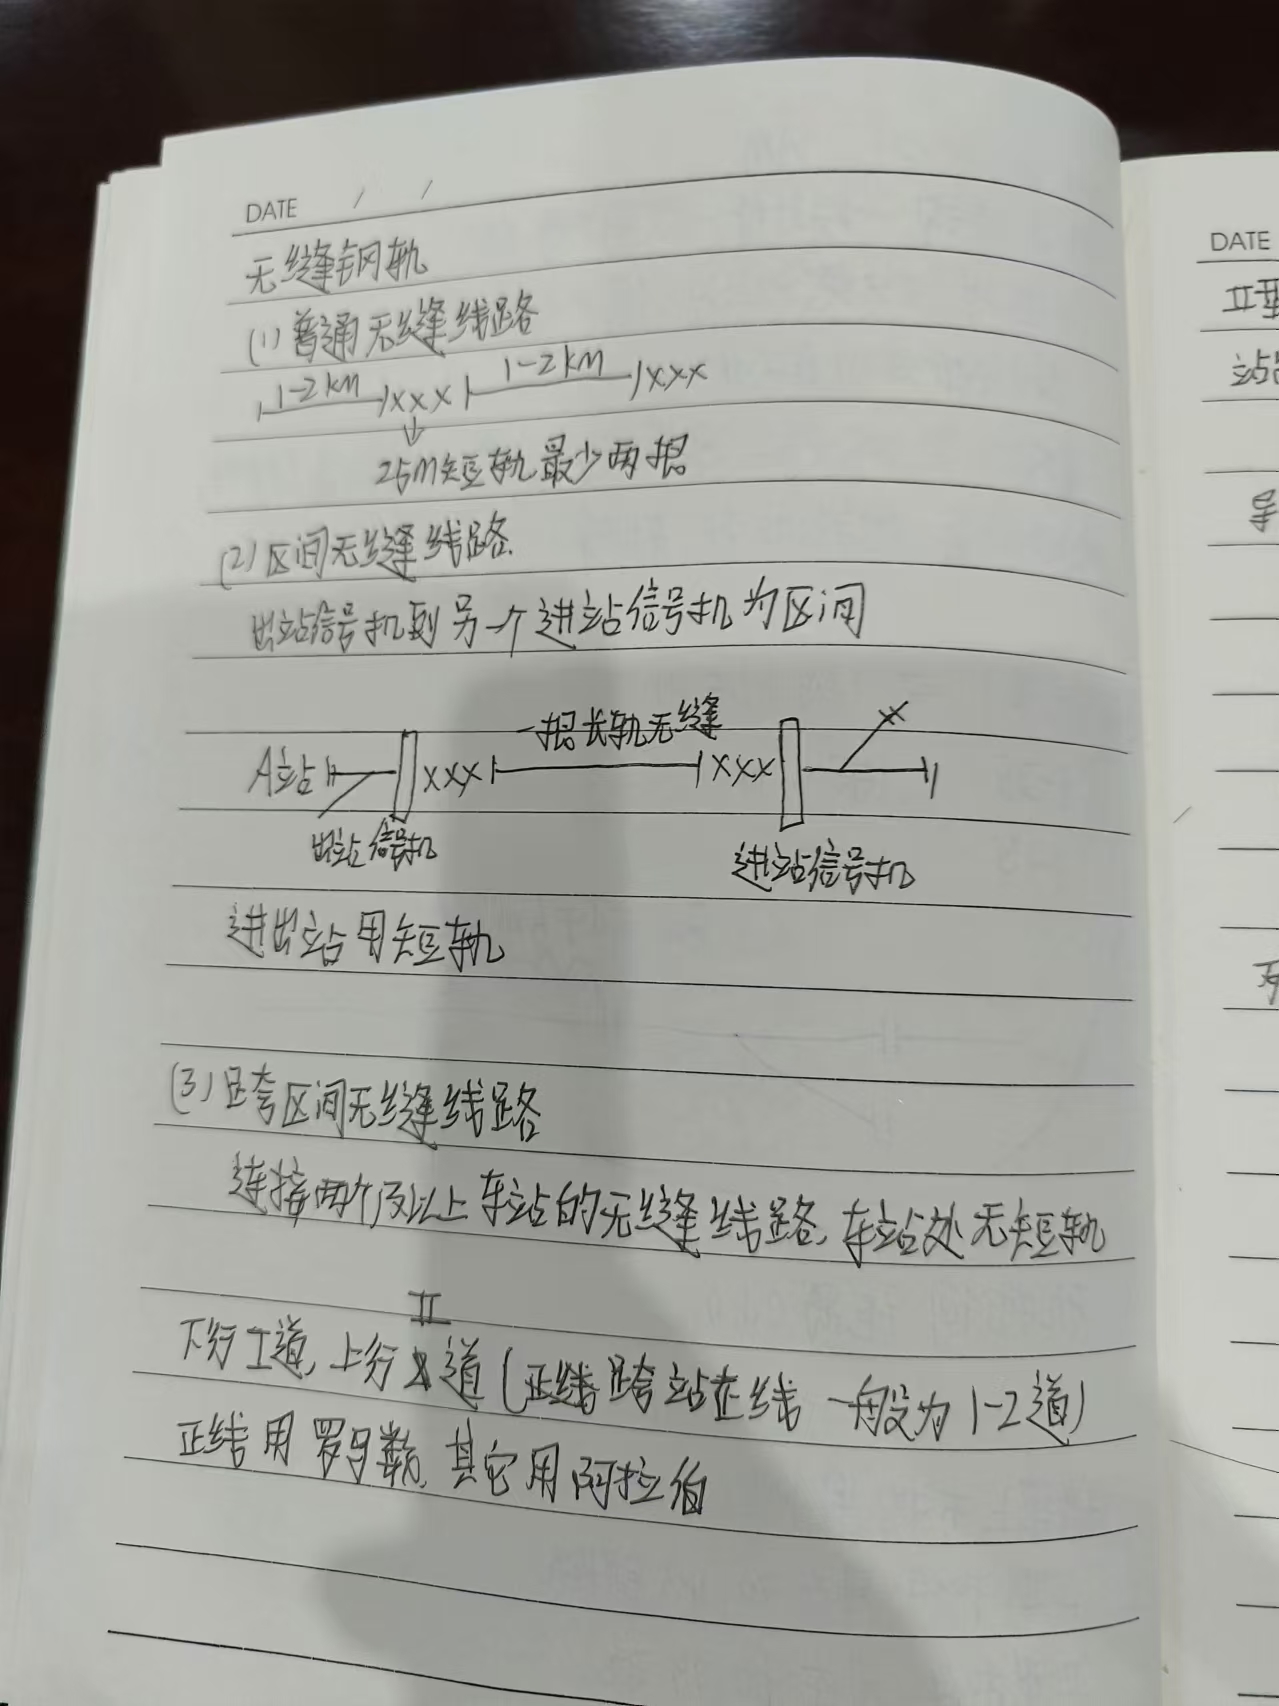 DATE / /
无缝钢轨
(1)普通无缝线路
1-2KM xxx 1-2KM xxx
25M短轨最少两根
(2)区间无缝线路.
出站信号机到另一个进站信号机为区间
一根长轨无缝
A站 xxx xxx
出站信号机 进站信号机
进出站用短轨
(3)跨区间无缝线路
连接两个及以上车站的无缝线路,车站处无短轨
II
下行I道,上行道(正线跨站在线一般为1-2道)
正线用罗马数,其它用阿拉伯
DATE
II型
站